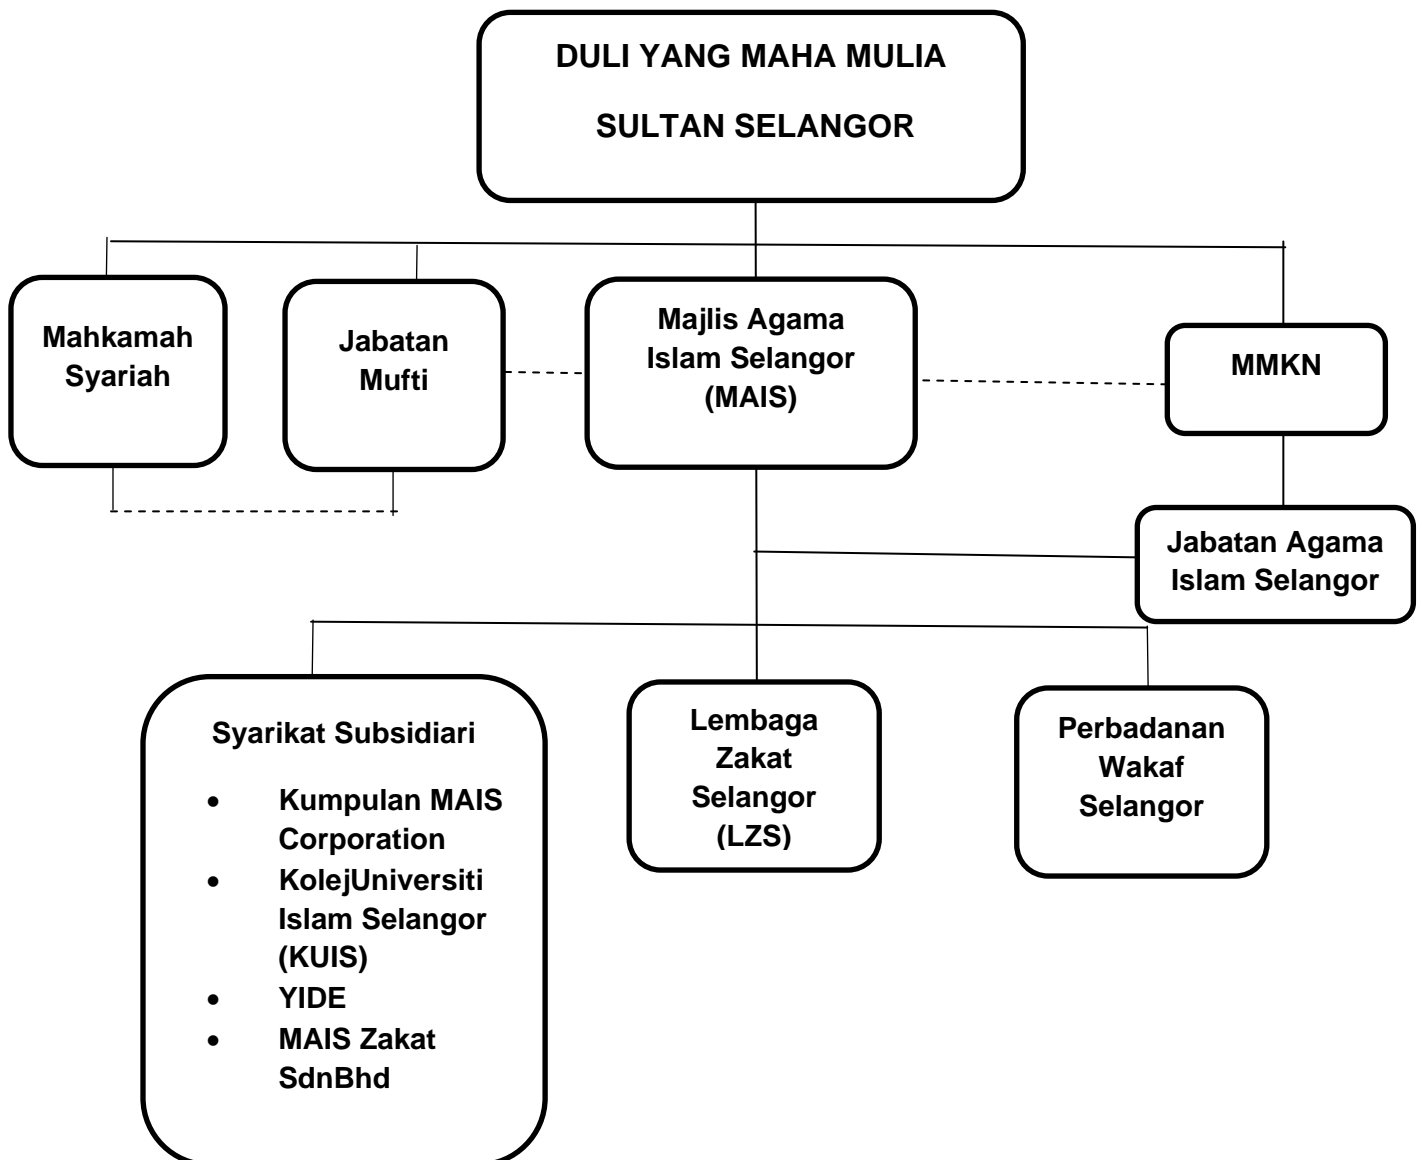 DULI YANG MAHA MULIA
SULTAN SELANGOR
Mahkamah
Syariah
Jabatan
Mufti
Majlis Agama
Islam Selangor
(MAIS)
MMKN
Jabatan Agama
Islam Selangor
Syarikat Subsidiari
• Kumpulan MAIS
Corporation
• KolejUniversiti
Islam Selangor
(KUIS)
• YIDE
• MAIS Zakat
SdnBhd
Lembaga
Zakat
Selangor
(LZS)
Perbadanan
Wakaf
Selangor